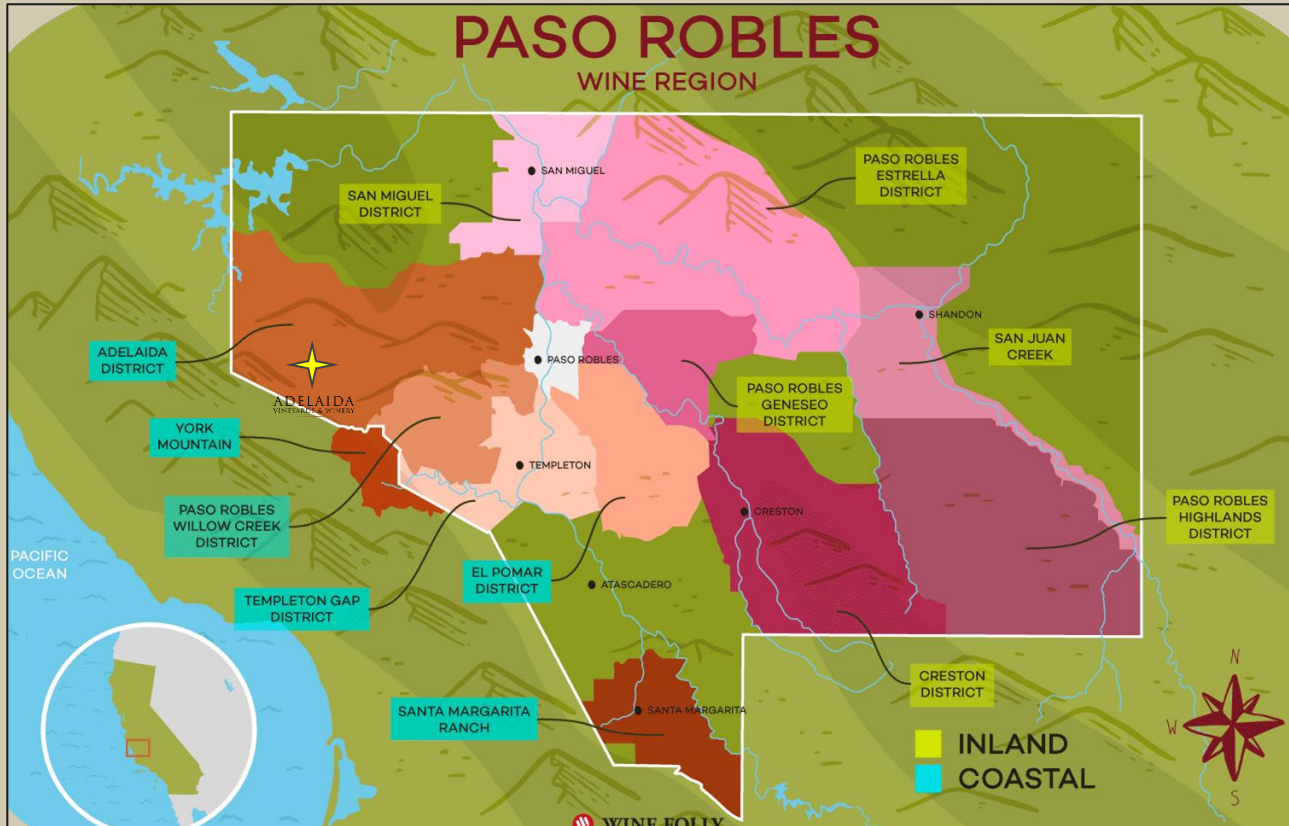 PASO ROBLES
WINE REGION
SAN MIGUEL
PASO ROBLES
ESTRELLA
DISTRICT
SAN MIGUEL
DISTRICT
SHANDON
SAN JUAN
CREEK
ADELAIDA
DISTRICT
PASO ROBLES
ADELAIDA
VINEYARDS & WINERY
PASO ROBLES
GENESEO
DISTRICT
YORK
MOUNTAIN
TEMPLETON
PASO ROBLES
WILLOW CREEK
DISTRICT
CRESTON
PASO ROBLES
HIGHLANDS
DISTRICT
PACIFIC
OCEAN
EL POMAR
DISTRICT
ATASCADERO
TEMPLETON GAP
DISTRICT
CRESTON
DISTRICT
SANTA MARGARITA
RANCH
SANTA MARGARITA
INLAND
COASTAL
N
W
S
WINE FOLLY